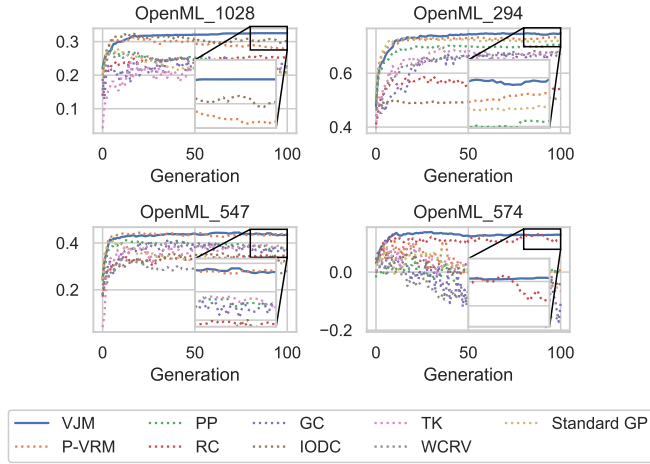 OpenML_1028
OpenML_294
0.3
0.2
0.1
0.6
0.4
0
50
100
0
50
100
Generation
Generation
OpenML_547
OpenML_574
0.4
0.2
0.0
−0.2
0
50
100
0
50
100
Generation
Generation
VJM
PP
GC
TK
Standard GP
P-VRM
RC
IODC
WCRV